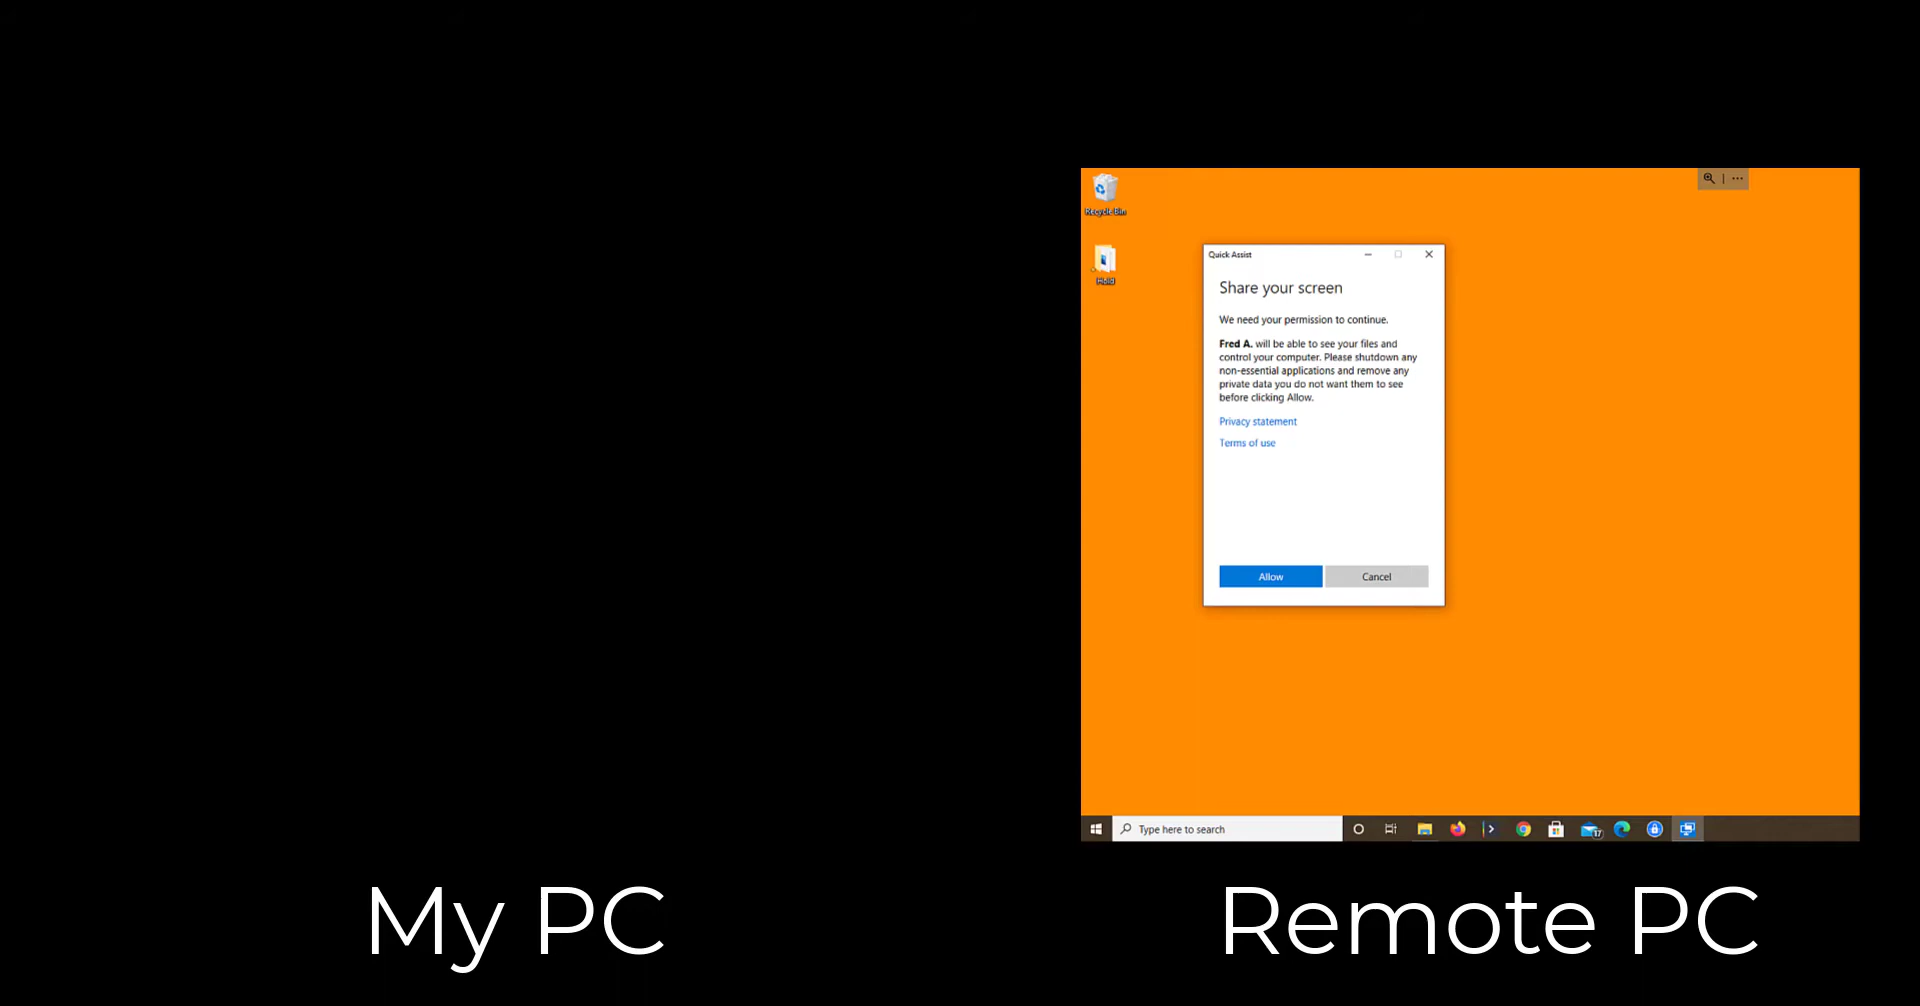 Recycle Bin
Hold
Quick Assist
Share your screen
We need your permission to continue.
Fred A. will be able to see your files and
control your computer. Please shutdown any
non-essential applications and remove any
private data you do not want them to see
before clicking Allow.
Privacy statement
Terms of use
Allow
Cancel
Type here to search
17
My PC
Remote PC